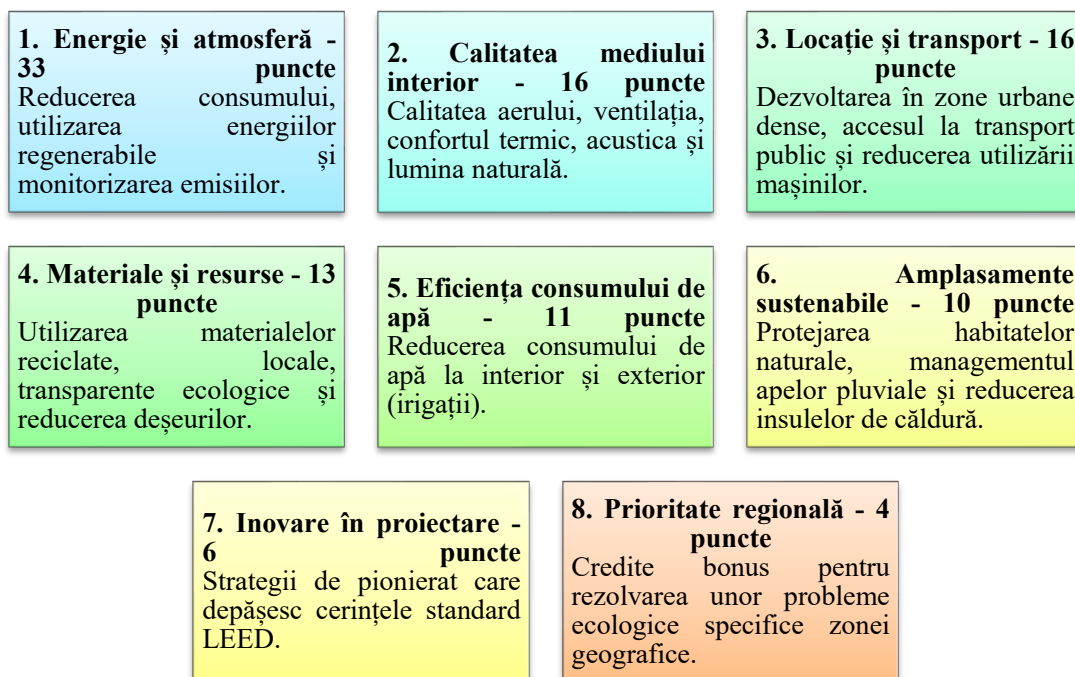 1. Energie și atmosferă -
33 puncte
Reducerea consumului,
utilizarea energiilor
regenerabile și
monitorizarea emisiilor.
2. Calitatea mediului
interior - 16 puncte
Calitatea aerului, ventilația,
confortul termic, acustica și
lumina naturală.
3. Locație și transport - 16
puncte
Dezvoltarea în zone urbane
dense, accesul la transport
public și reducerea utilizării
mașinilor.
4. Materiale și resurse - 13
puncte
Utilizarea materialelor
reciclate, locale,
transparente ecologice și
reducerea deșeurilor.
5. Eficiența consumului de
apă - 11 puncte
Reducerea consumului de
apă la interior și exterior
(irigații).
6. Amplasamente
sustenabile - 10 puncte
Protejarea habitatelor
naturale, managementul
apelor pluviale și reducerea
insulelor de căldură.
7. Inovare în proiectare -
6 puncte
Strategii de pionierat care
depășesc cerințele standard
LEED.
8. Prioritate regională - 4
puncte
Credite bonus pentru
rezolvarea unor probleme
ecologice specifice zonei
geografice.